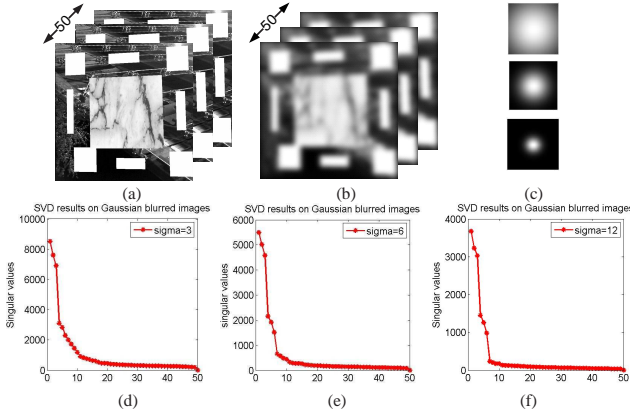 50
50
(a)
(b)
(c)
SVD results on Gaussian blurred images
SVD results on Gaussian blurred images
SVD results on Gaussian blurred images
10000
8000
6000
4000
2000
0
Singular values
sigma=3
0 10 20 30 40 50
(d)
6000
5000
4000
3000
2000
1000
0
singular values
sigma=6
0 10 20 30 40 50
(e)
4000
3000
2000
1000
0
Singular values
sigma=12
0 10 20 30 40 50
(f)